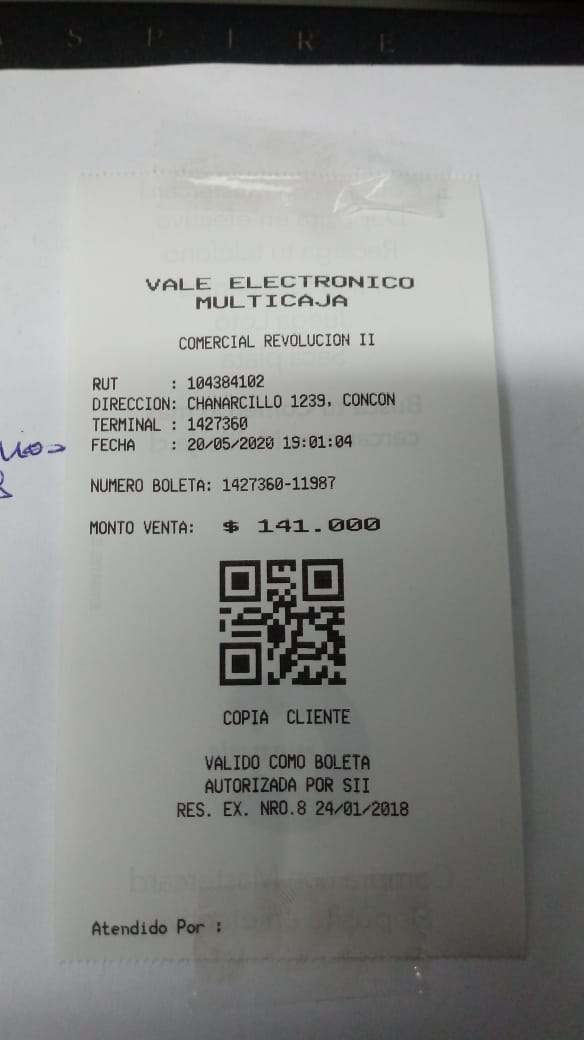 A S P I R E
VALE ELECTRONICO
MULTICAJA
COMERCIAL REVOLUCION II
RUT : 104384102
DIRECCION: CHANARCILLO 1239, CONCON
TERMINAL : 1427360
FECHA : 20/05/2020 19:01:04
NUMERO BOLETA: 1427360-11987
MONTO VENTA: $ 141.000
COPIA CLIENTE
VALIDO COMO BOLETA
AUTORIZADA POR SII
RES. EX. NRO.8 24/01/2018
Atendido Por :